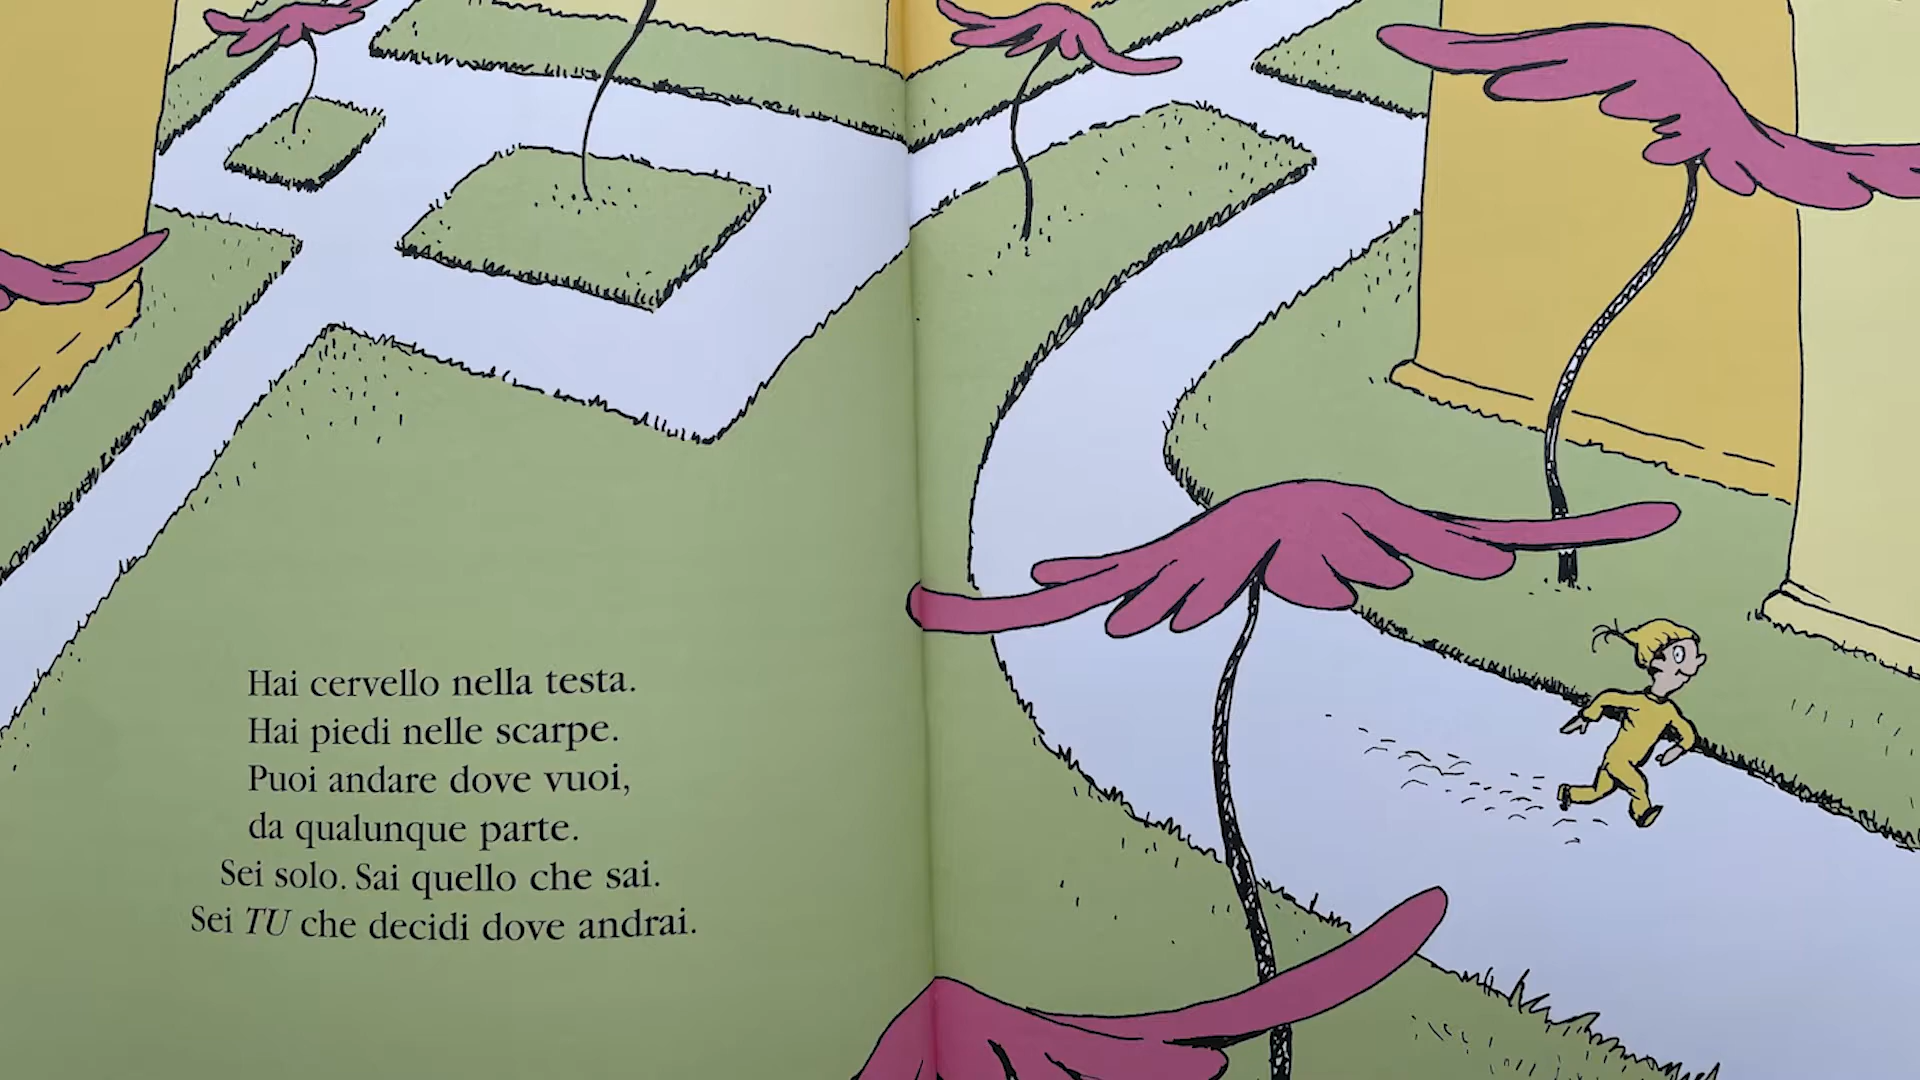 Hai cervello nella testa.
Hai piedi nelle scarpe.
Puoi andare dove vuoi,
da qualunque parte.
Sei solo. Sai quello che sai.
Sei TU che decidi dove andrai.